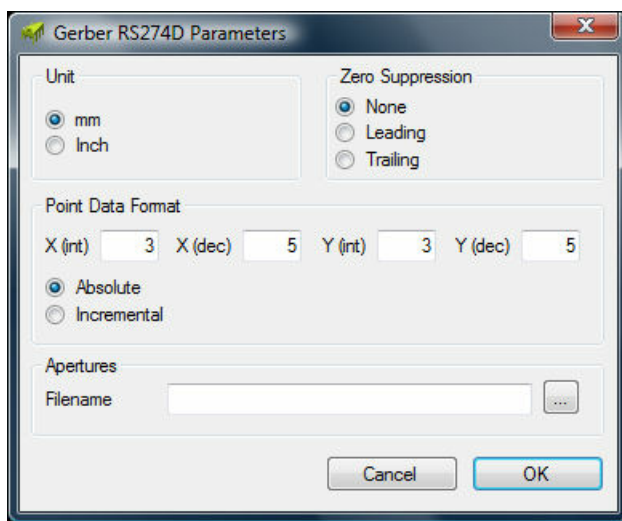 Gerber RS274D Parameters
Unit
mm
Inch
Zero Suppression
None
Leading
Trailing
Point Data Format
X (int) 3 X (dec) 5 Y (int) 3 Y (dec) 5
Absolute
Incremental
Apertures
Filename ...
Cancel OK